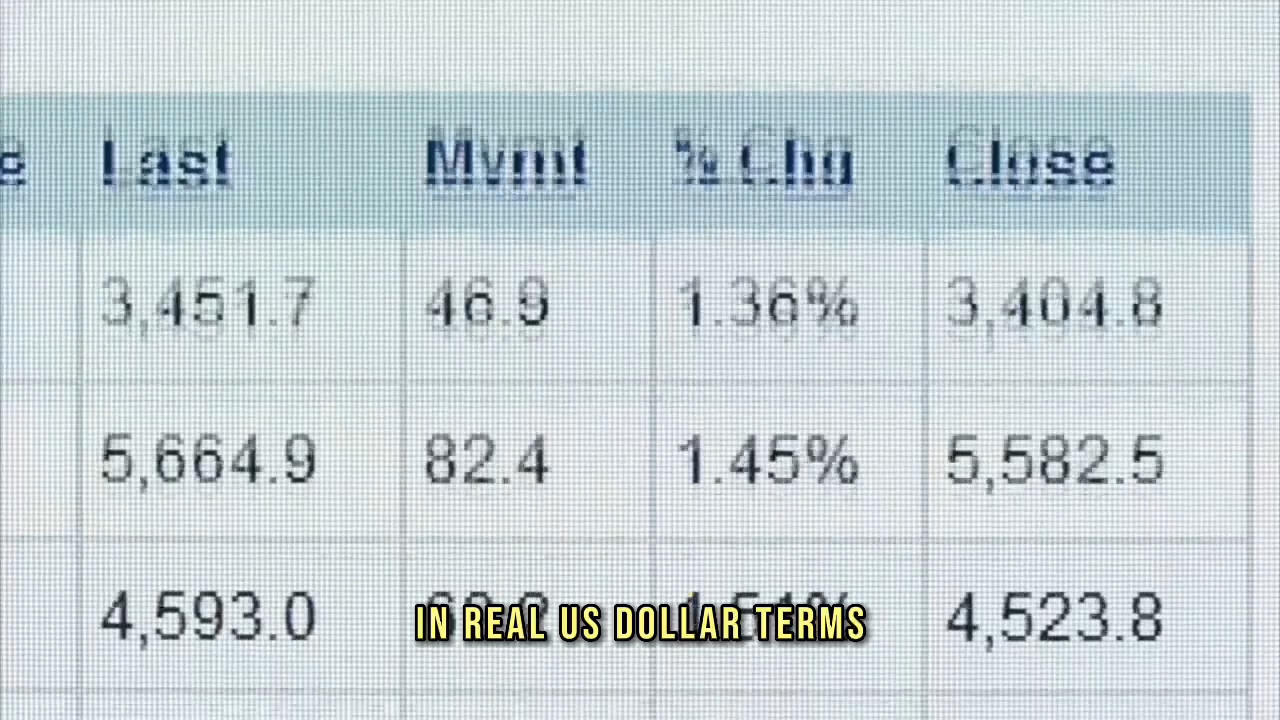 e Last Mvmt % Chg Close
3,451.7 46.9 1.36% 3,404.8
5,664.9 82.4 1.45% 5,582.5
4,593.0 4,523.8
IN REAL US DOLLAR TERMS